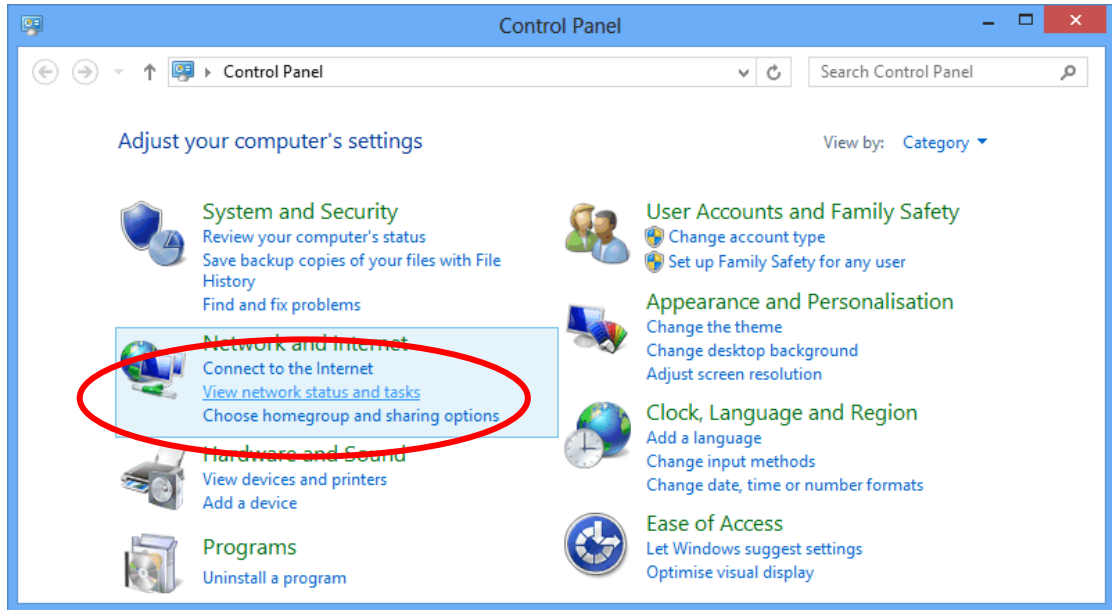 Control Panel
Control Panel
Search Control Panel
Adjust your computer's settings
View by: Category
System and Security
Review your computer's status
Save backup copies of your files with File
History
Find and fix problems
Network and Internet
Connect to the Internet
View network status and tasks
Choose homegroup and sharing options
Hardware and Sound
View devices and printers
Add a device
Programs
Uninstall a program
User Accounts and Family Safety
Change account type
Set up Family Safety for any user
Appearance and Personalisation
Change the theme
Change desktop background
Adjust screen resolution
Clock, Language and Region
Add a language
Change input methods
Change date, time or number formats
Ease of Access
Let Windows suggest settings
Optimise visual display